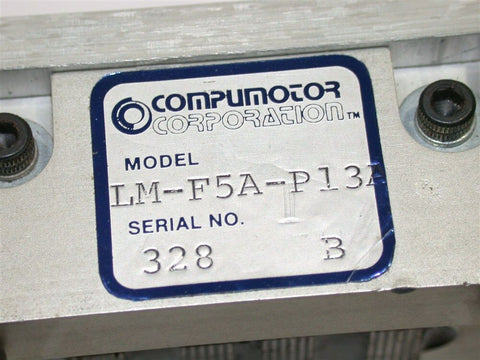 COMPUMOTOR
CORPORATION™
MODEL
LM-F5A-P13A
SERIAL NO.
328 B